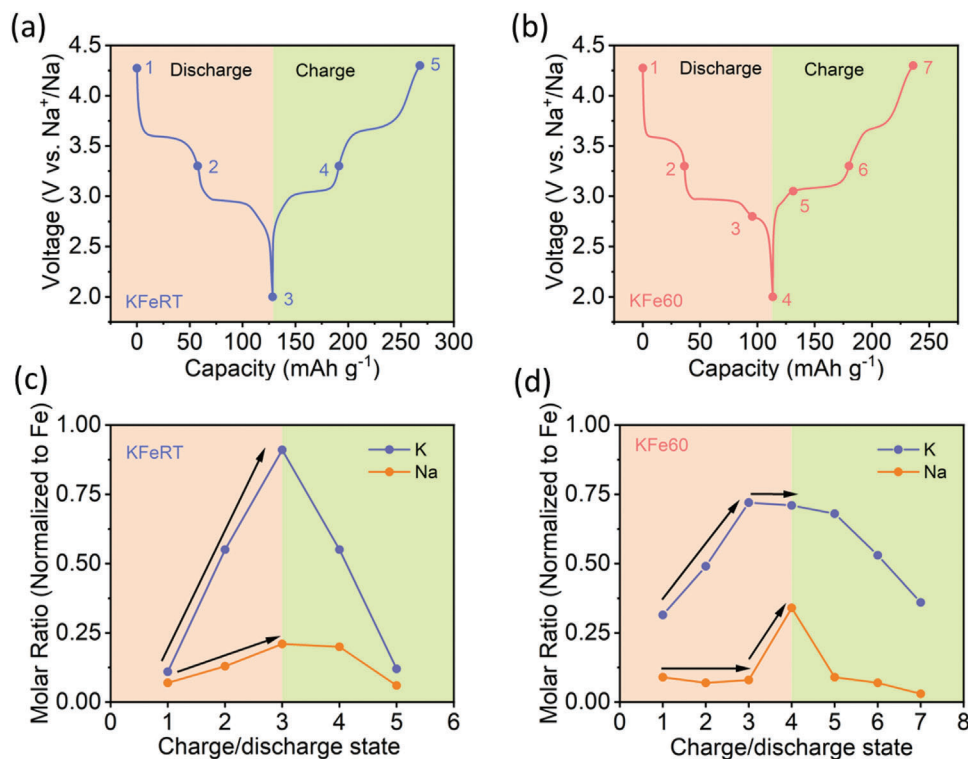 (a)
4.5
4.0
3.5
3.0
2.5
2.0
Voltage (V vs. Na⁺/Na)
1
Discharge
Charge
5
2
4
3
KFeRT
0
50
100
150
200
250
300
Capacity (mAh g⁻¹)
(b)
4.5
4.0
3.5
3.0
2.5
2.0
Voltage (V vs. Na⁺/Na)
1
Discharge
Charge
7
2
6
5
3
4
KFe60
0
50
100
150
200
250
Capacity (mAh g⁻¹)
(c)
1.00
0.75
0.50
0.25
0.00
Molar Ratio (Normalized to Fe)
KFeRT
K
Na
0
1
2
3
4
5
6
Charge/discharge state
(d)
1.00
0.75
0.50
0.25
0.00
Molar Ratio (Normalized to Fe)
KFe60
K
Na
0
1
2
3
4
5
6
7
8
Charge/discharge state